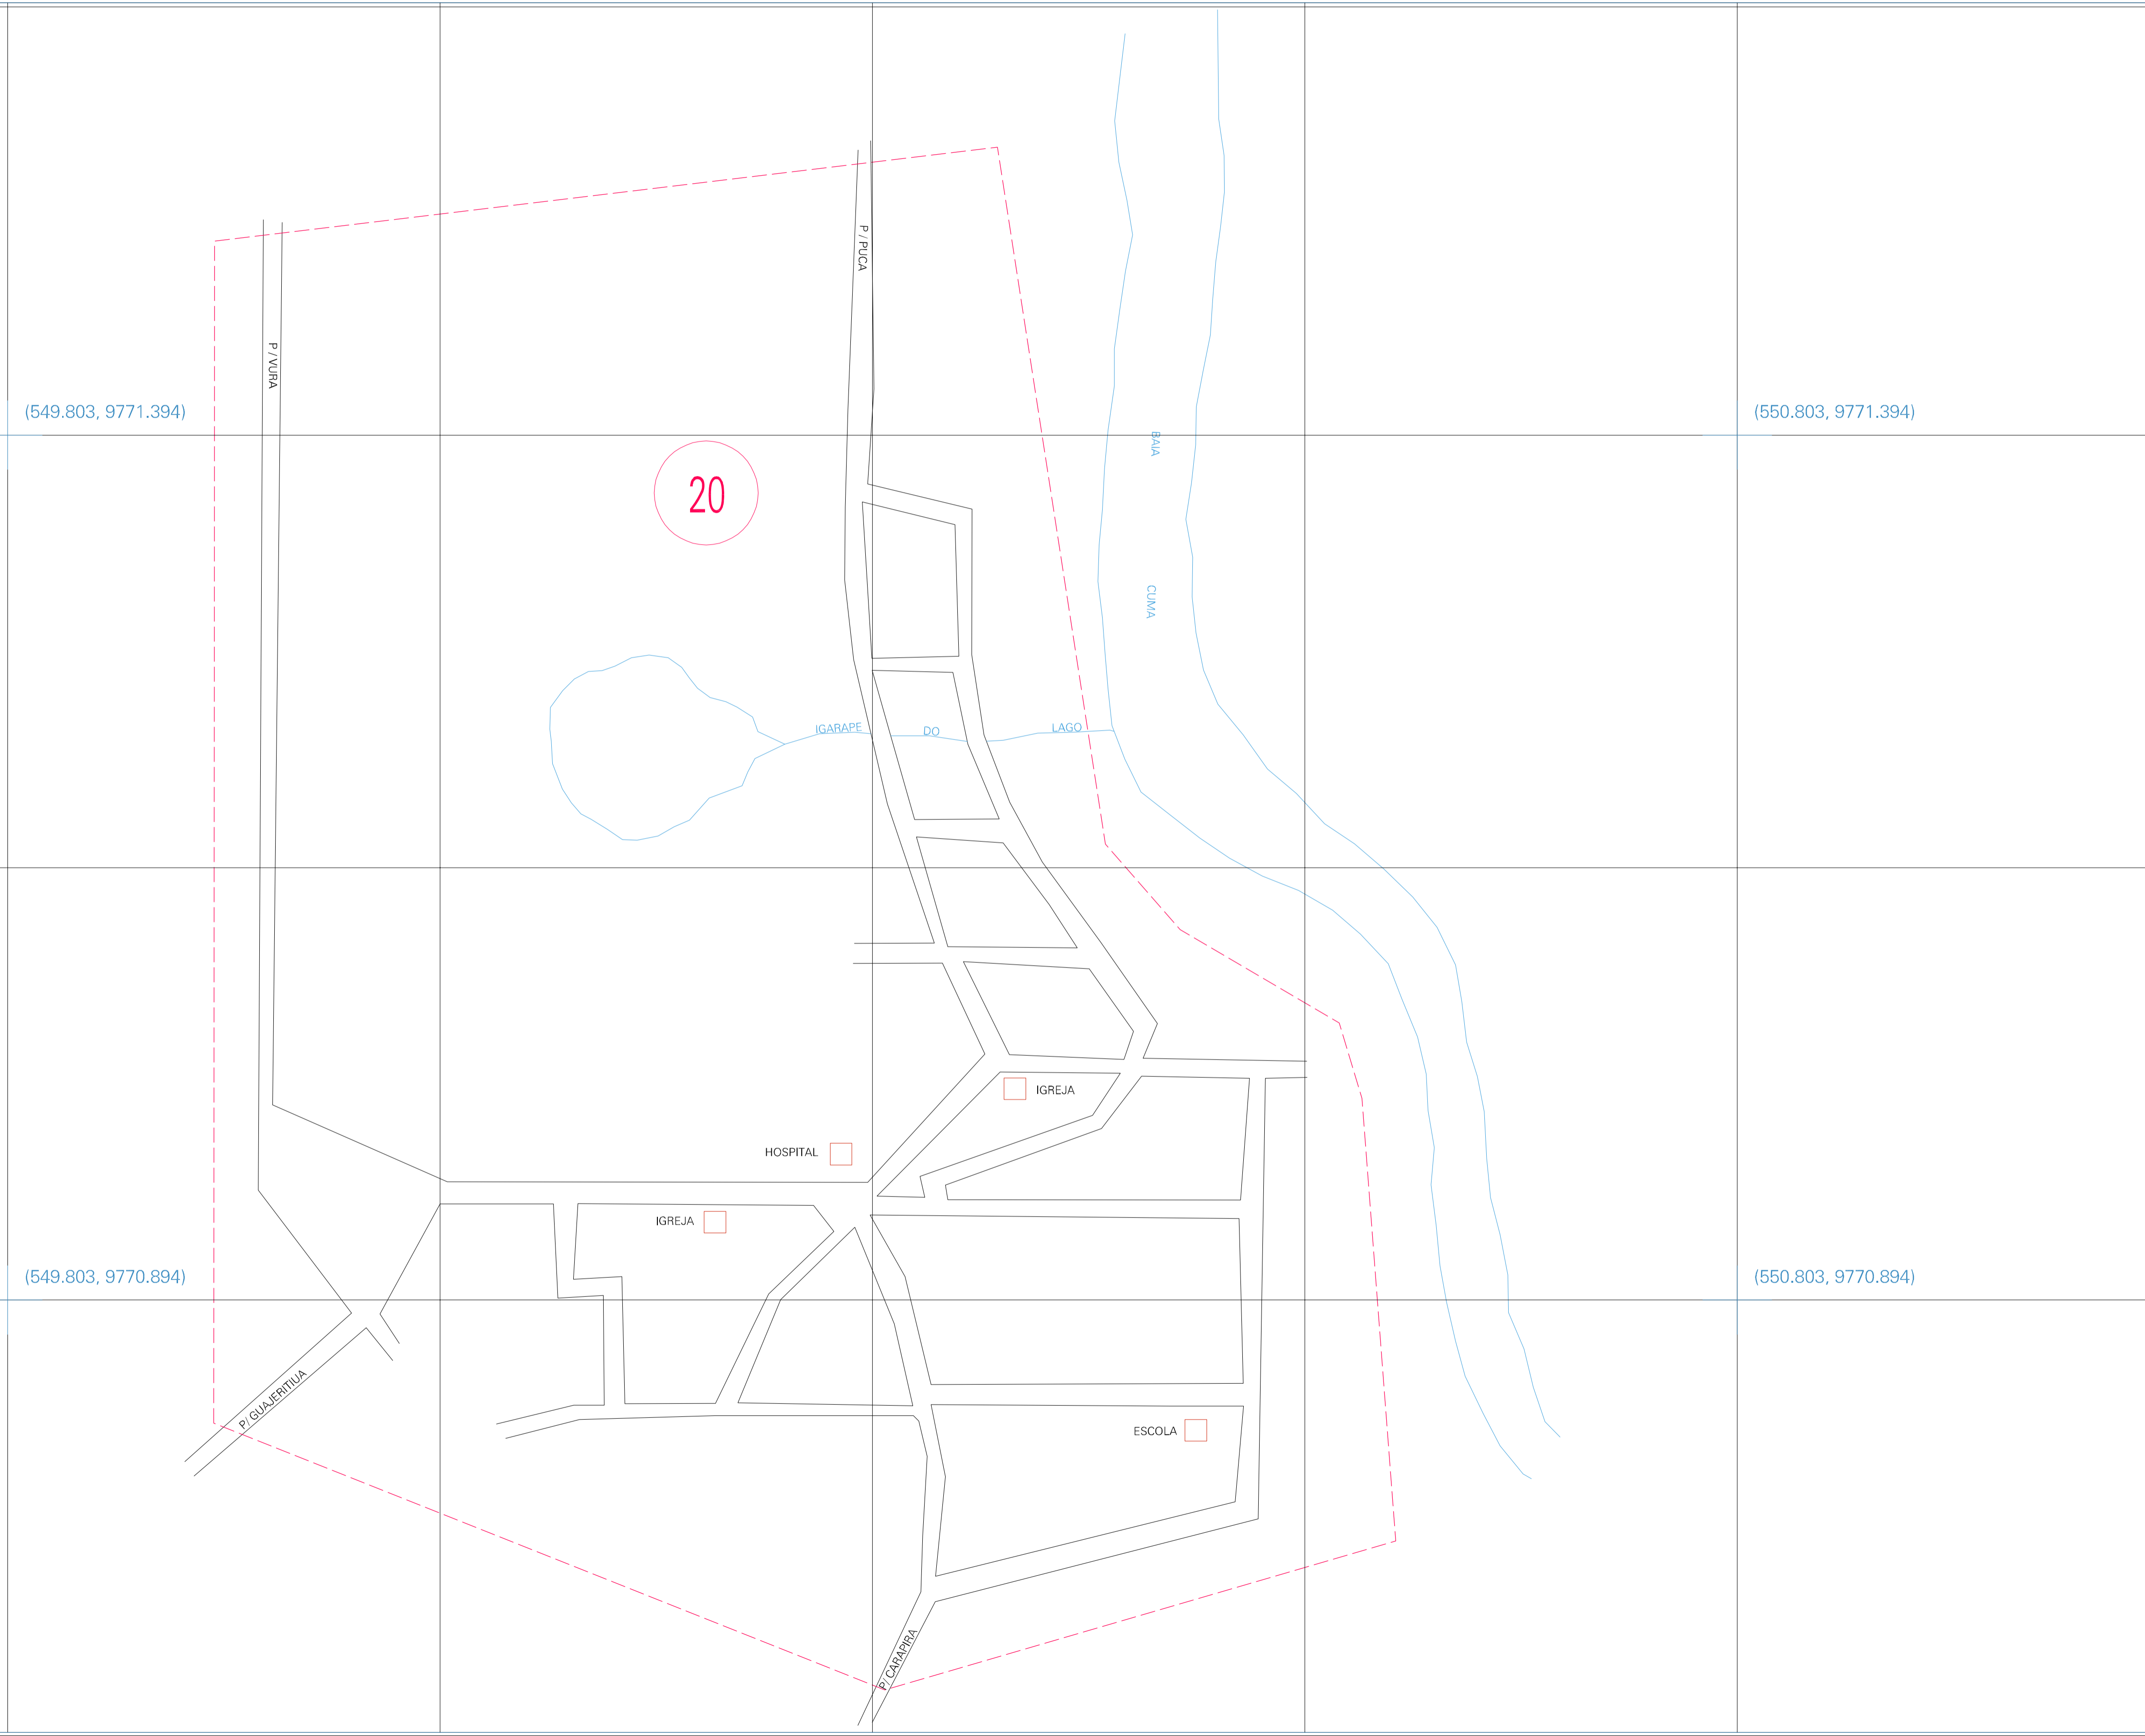 P / PUCA
P / VURA
(549.803, 9771.394)
(550.803, 9771.394)
BAIA
20
CUMA
IGARAPE DO LAGO
IGREJA
HOSPITAL
IGREJA
(549.803, 9770.894)
(550.803, 9770.894)
P/ GUAJERITIUA
ESCOLA
P/ CARAPIRA